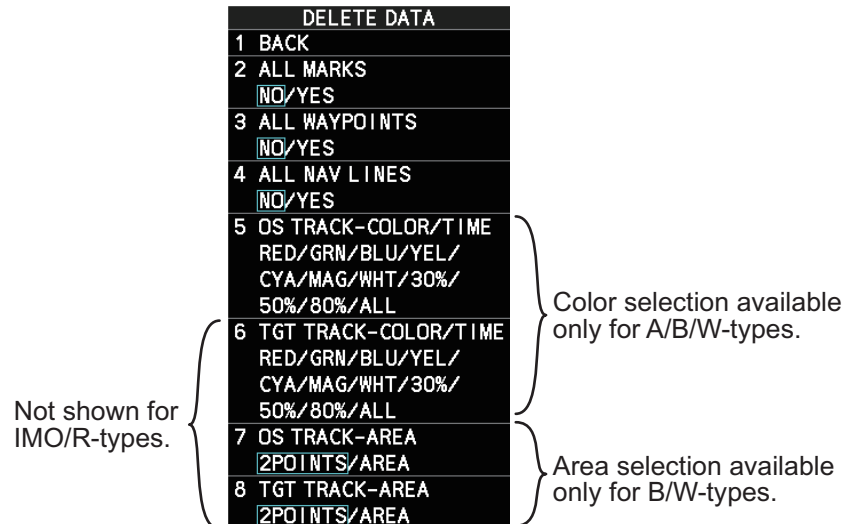 DELETE DATA
1 BACK
2 ALL MARKS
NO/YES
3 ALL WAYPOINTS
NO/YES
4 ALL NAV LINES
NO/YES
5 OS TRACK-COLOR/TIME
RED/GRN/BLU/YEL/
CYA/MAG/WHT/30%/
50%/80%/ALL
6 TGT TRACK-COLOR/TIME
RED/GRN/BLU/YEL/
CYA/MAG/WHT/30%/
50%/80%/ALL
7 OS TRACK-AREA
2POINTS/AREA
8 TGT TRACK-AREA
2POINTS/AREA
Color selection available
only for A/B/W-types.
Not shown for
IMO/R-types.
Area selection available
only for B/W-types.